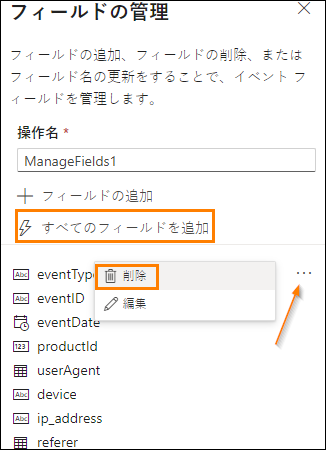 フィールドの管理
フィールドの追加、フィールドの削除、または
フィールド名の更新をすることで、イベント フ
ィールドを管理します。
操作名 *
ManageFields1
フィールドの追加
すべてのフィールドを追加
Abc eventType
削除
Abc eventID
編集
eventDate
123 productId
userAgent
Abc device
Abc ip_address
referer